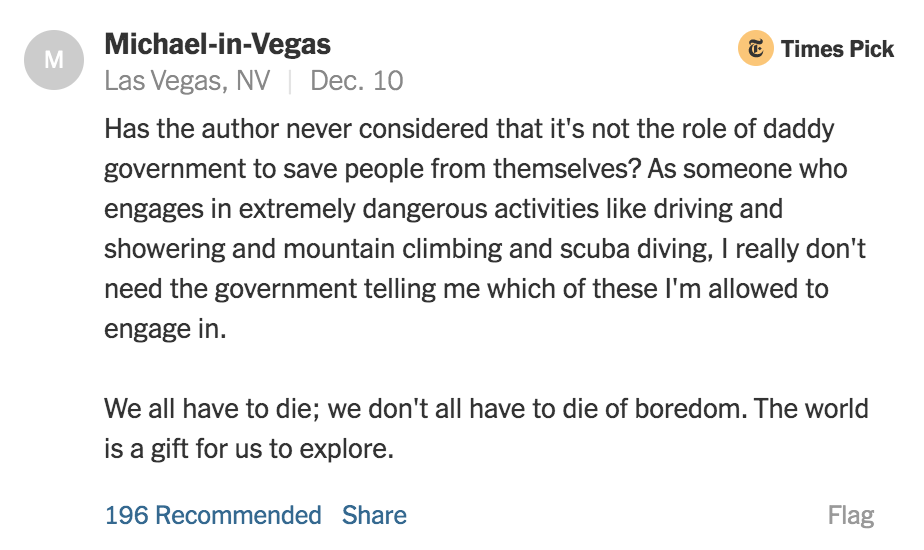 M
Michael-in-Vegas
Times Pick
Las Vegas, NV | Dec. 10
Has the author never considered that it's not the role of daddy
government to save people from themselves? As someone who
engages in extremely dangerous activities like driving and
showering and mountain climbing and scuba diving, I really don't
need the government telling me which of these I'm allowed to
engage in.
We all have to die; we don't all have to die of boredom. The world
is a gift for us to explore.
196 Recommended Share
Flag